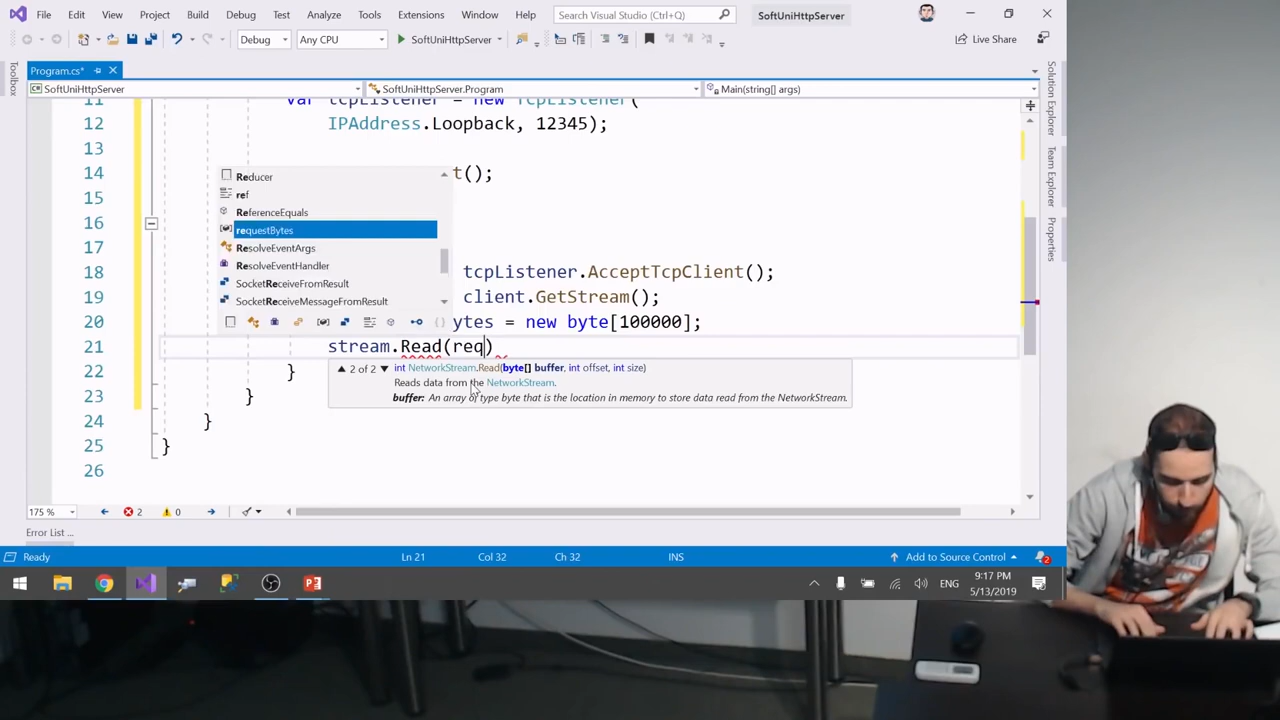 File Edit View Project Build Debug Test Analyze Tools Extensions Window Help Search Visual Studio (Ctrl+Q) SoftUniHttpServer
Debug Any CPU SoftUniHttpServer Live Share
Program.cs*
SoftUniHttpServer SoftUniHttpServer.Program Main(string[] args)
Toolbox
Solution Explorer
Team Explorer
Properties
11 var tcpListener = new TcpListener(
12 IPAddress.Loopback, 12345);
13
14 t();
15
16
17
18 tcpListener.AcceptTcpClient();
19 client.GetStream();
20 ytes = new byte[100000];
21 stream.Read(req)
22 }
23 }
24 }
25 }
26
Reducer
ref
ReferenceEquals
requestBytes
ResolveEventArgs
ResolveEventHandler
SocketReceiveFromResult
SocketReceiveMessageFromResult
2 of 2 int NetworkStream.Read(byte[] buffer, int offset, int size)
Reads data from the NetworkStream.
buffer: An array of type byte that is the location in memory to store data read from the NetworkStream.
175 % 2 0
Error List ...
Ready Ln 21 Col 32 Ch 32 INS Add to Source Control 2
ENG 9:17 PM
5/13/2019